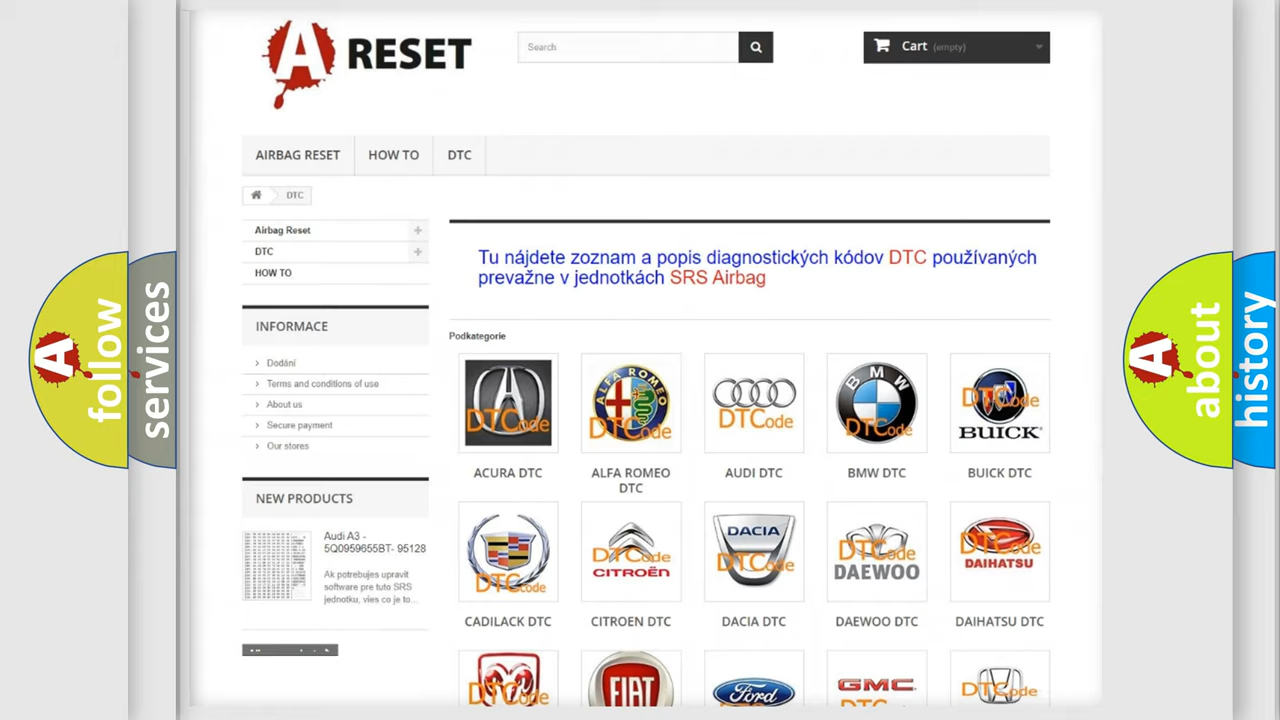 A RESET
Search
Cart (empty)
AIRBAG RESET
HOW TO
DTC
DTC
Airbag Reset
DTC
HOW TO
Tu nájdete zoznam a popis diagnostických kódov DTC používaných
prevažne v jednotkách SRS Airbag
INFORMACE
Podkategorie
Dodání
Terms and conditions of use
About us
Secure payment
Our stores
DTCode
ALFA ROMEO
DTCode
DTCode
BMW
DTCode
DTCode
BUICK
ACURA DTC
ALFA ROMEO
DTC
AUDI DTC
BMW DTC
BUICK DTC
NEW PRODUCTS
Audi A3 -
5Q0959655BT- 95128
Ak potrebujes upravit
software pre tuto SRS
jednotku, vies co je to...
DTCode
DTCode
CITROËN
DACIA
DTCode
DTCode
DAEWOO
DTCode
DAIHATSU
CADILACK DTC
CITROEN DTC
DACIA DTC
DAEWOO DTC
DAIHATSU DTC
DTCode
FIAT
Ford
GMC
DTCode
A follow
services
A about
history